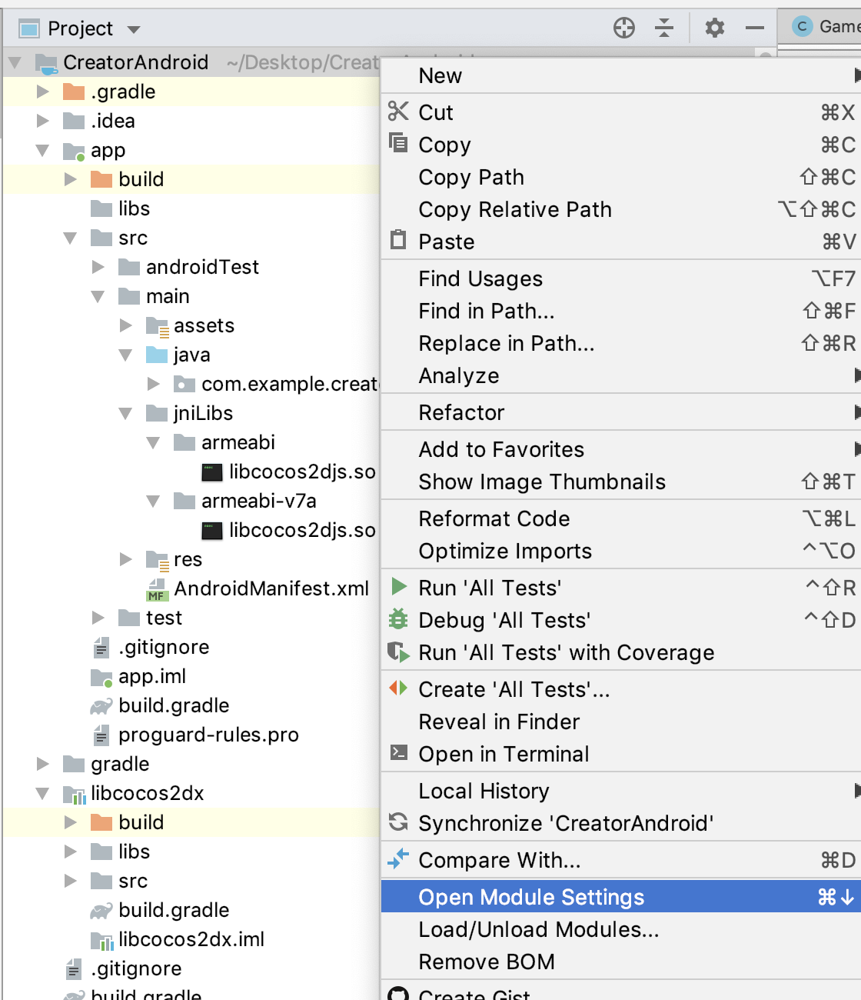 Project
C Game
CreatorAndroid ~/Desktop/Creat
.gradle
.idea
app
build
libs
src
androidTest
main
assets
java
com.example.creat
jniLibs
armeabi
libcocos2djs.so
armeabi-v7a
libcocos2djs.so
res
MF AndroidManifest.xml
test
.gitignore
app.iml
build.gradle
proguard-rules.pro
gradle
libcocos2dx
build
libs
src
build.gradle
libcocos2dx.iml
.gitignore
build.gradle
New
Cut ⌘X
Copy ⌘C
Copy Path ⇧⌘C
Copy Relative Path ⌥⇧⌘C
Paste ⌘V
Find Usages ⌥F7
Find in Path... ⇧⌘F
Replace in Path... ⇧⌘R
Analyze
Refactor
Add to Favorites
Show Image Thumbnails ⇧⌘T
Reformat Code ⌥⌘L
Optimize Imports ^⌥O
Run 'All Tests' ^⇧R
Debug 'All Tests' ^⇧D
Run 'All Tests' with Coverage
Create 'All Tests'...
Reveal in Finder
Open in Terminal
Local History
Synchronize 'CreatorAndroid'
Compare With... ⌘D
Open Module Settings ⌘↓
Load/Unload Modules...
Remove BOM
Create Gist